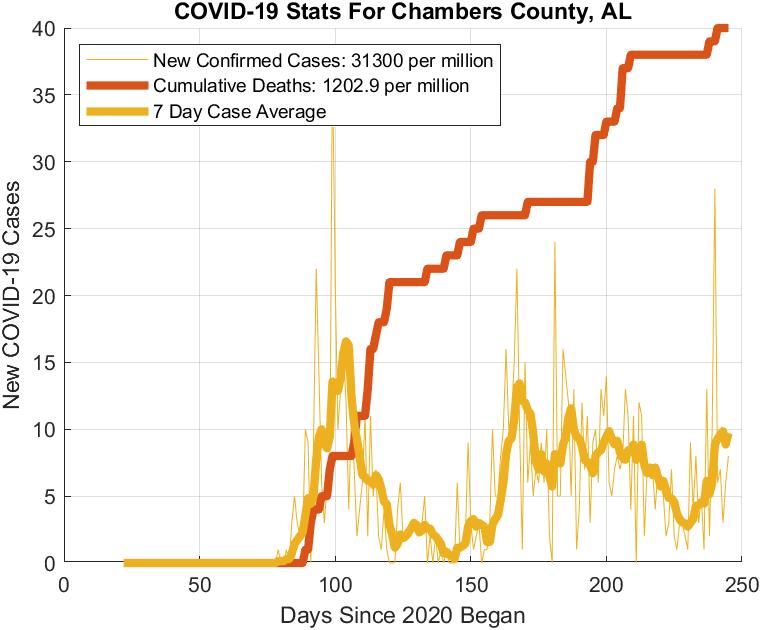 COVID-19 Stats For Chambers County, AL
New Confirmed Cases: 31300 per million
Cumulative Deaths: 1202.9 per million
7 Day Case Average
New COVID-19 Cases
40
35
30
25
20
15
10
5
0
0 50 100 150 200 250
Days Since 2020 Began